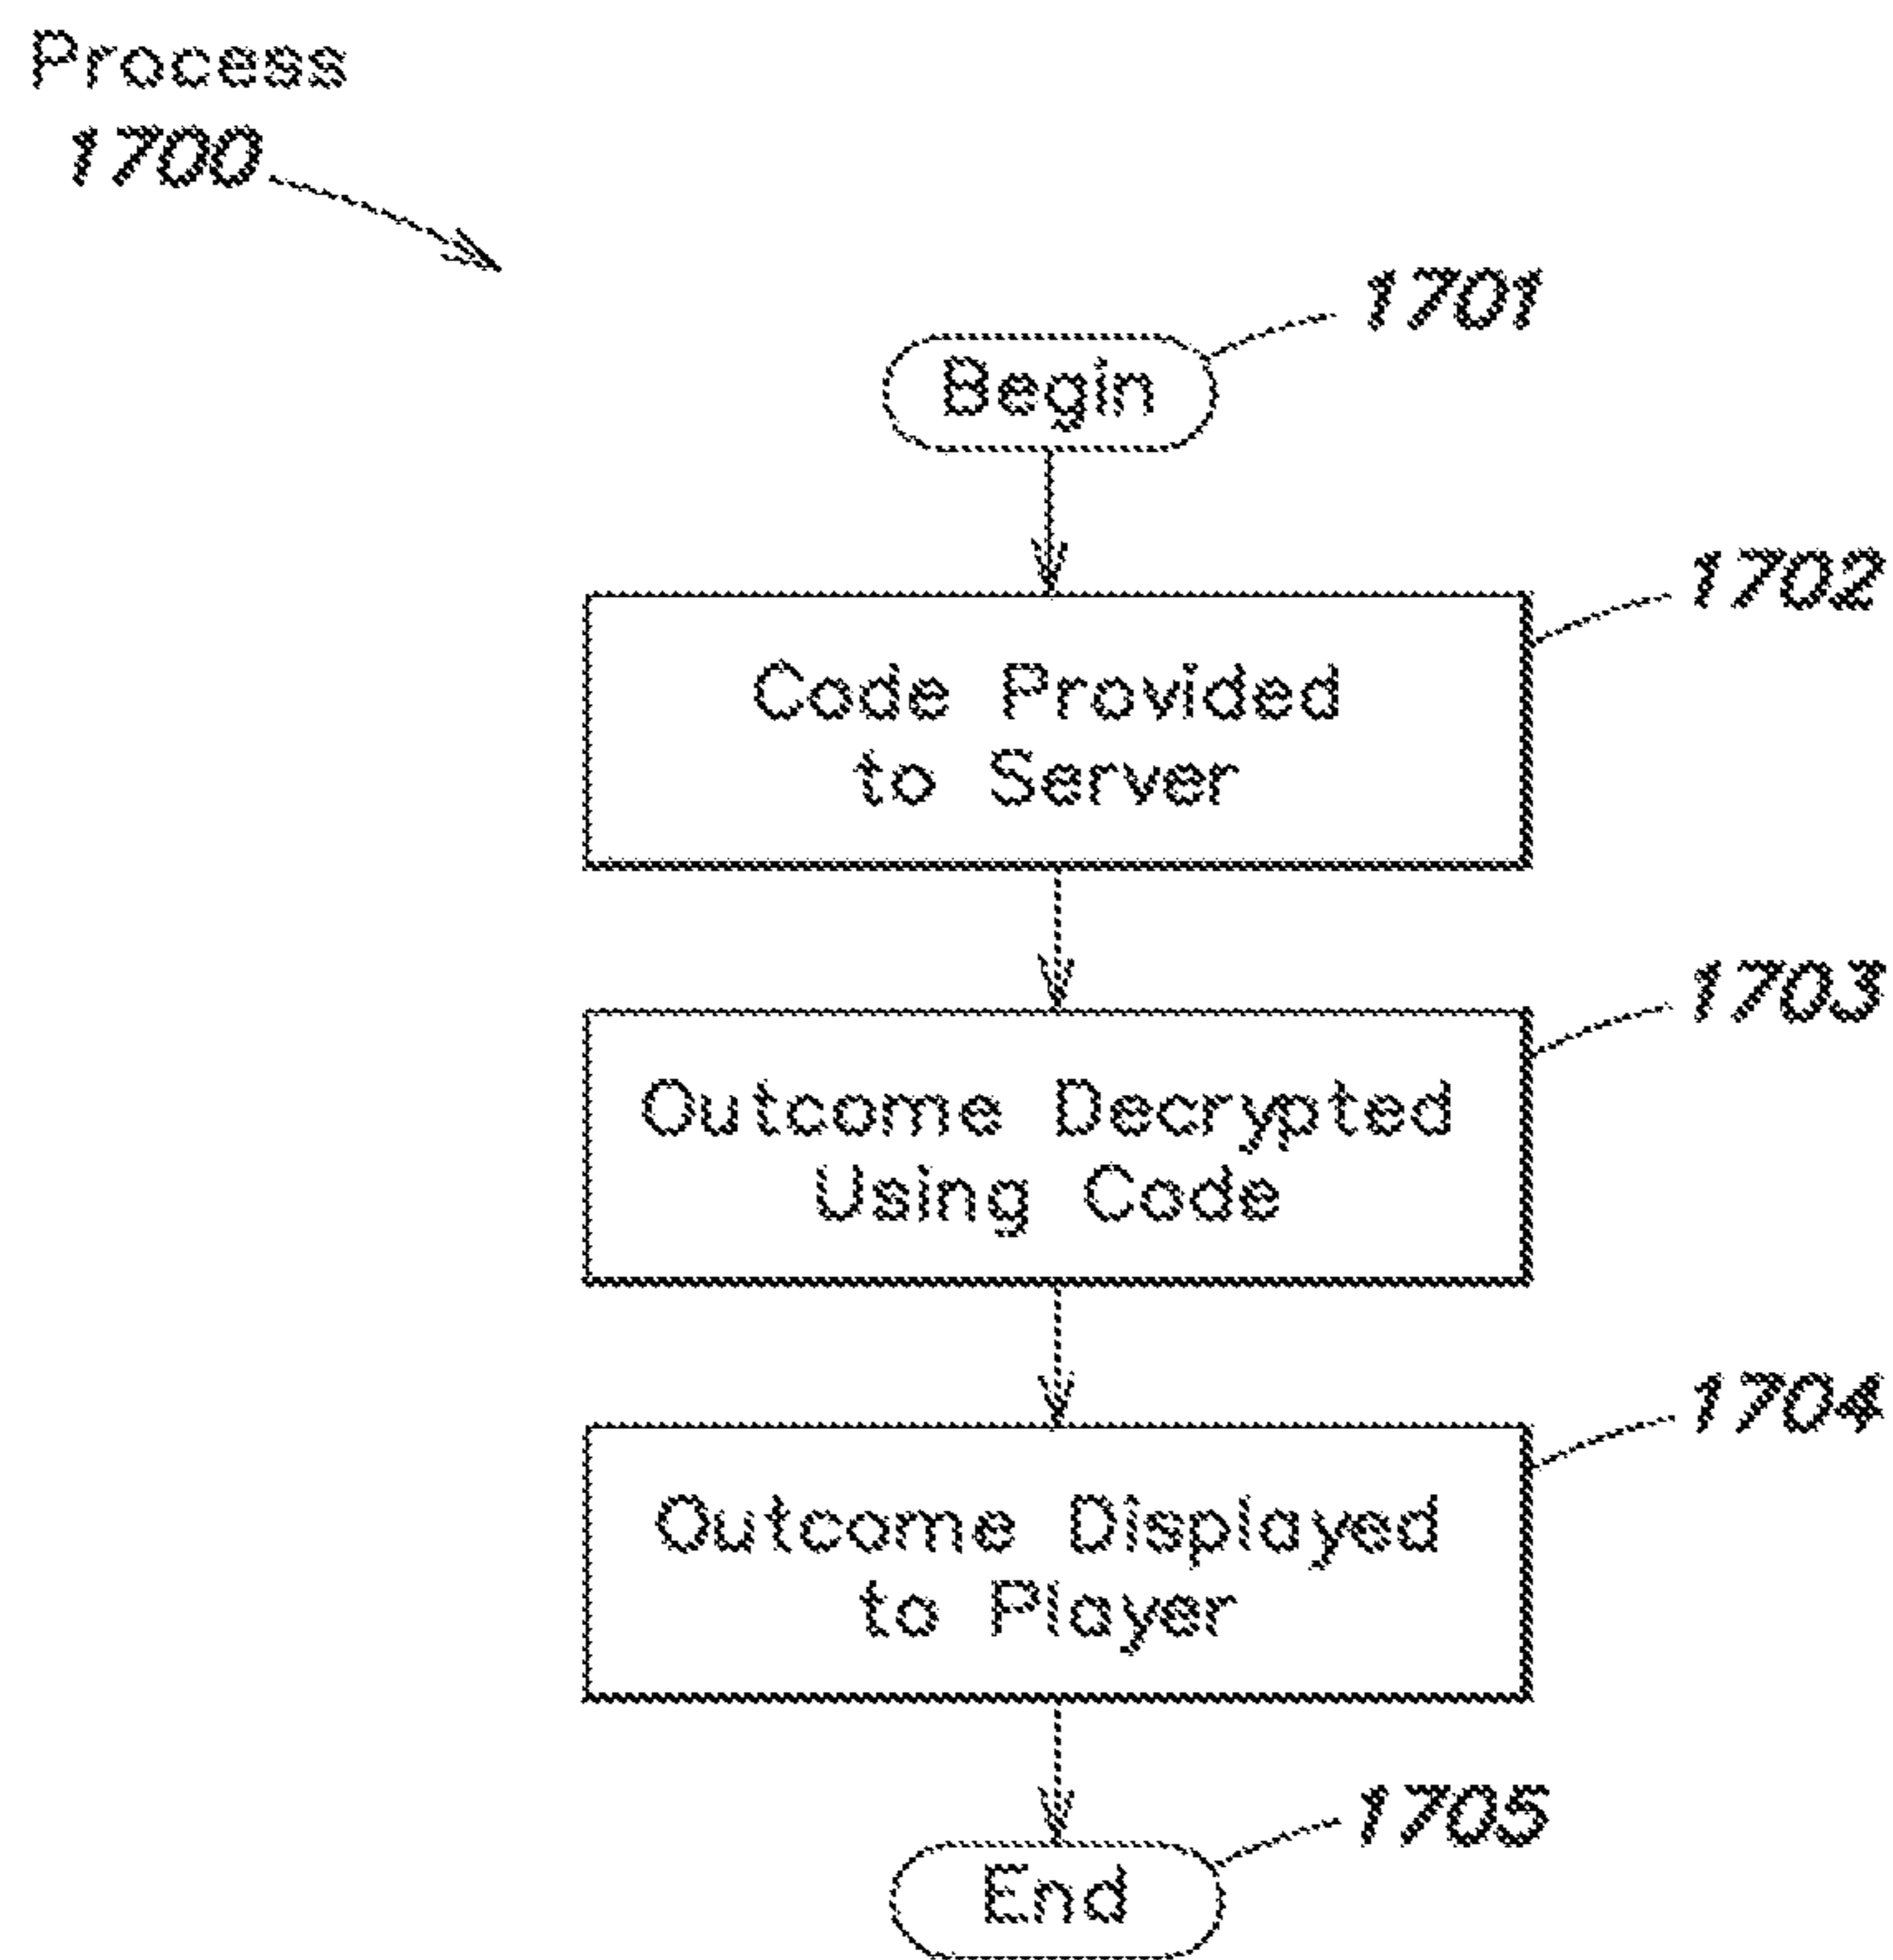 Process
1700
1701
Begin
1702
Code Provided
to Server
1703
Outcome Decrypted
Using Code
1704
Outcome Displayed
to Player
1705
End